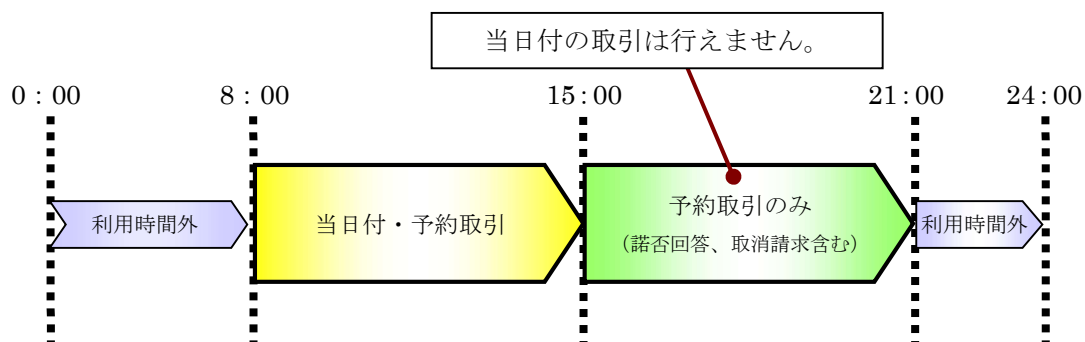 当日付の取引は行えません。
0：00
8：00
15：00
21：00
24：00
利用時間外
当日付・予約取引
予約取引のみ
（諾否回答、取消請求含む）
利用時間外